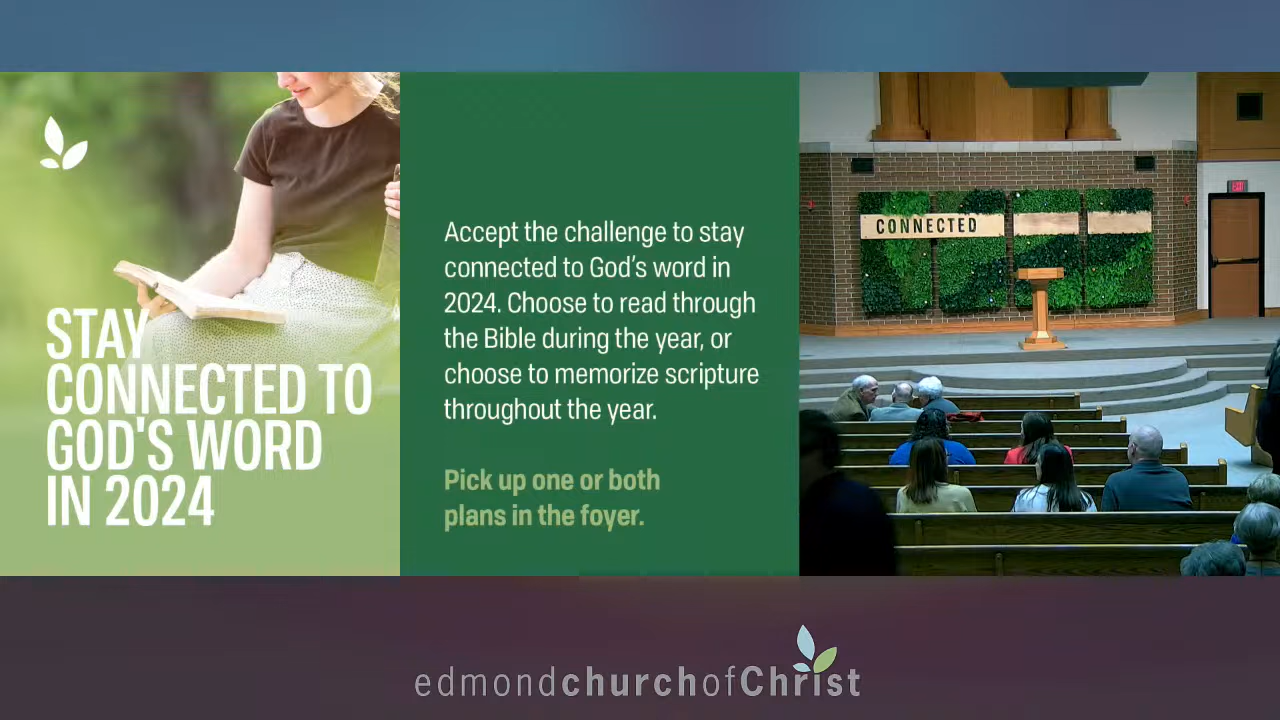 STAY
CONNECTED TO
GOD'S WORD
IN 2024
Accept the challenge to stay
connected to God's word in
2024. Choose to read through
the Bible during the year, or
choose to memorize scripture
throughout the year.
Pick up one or both
plans in the foyer.
CONNECTED
edmondchurchofChrist